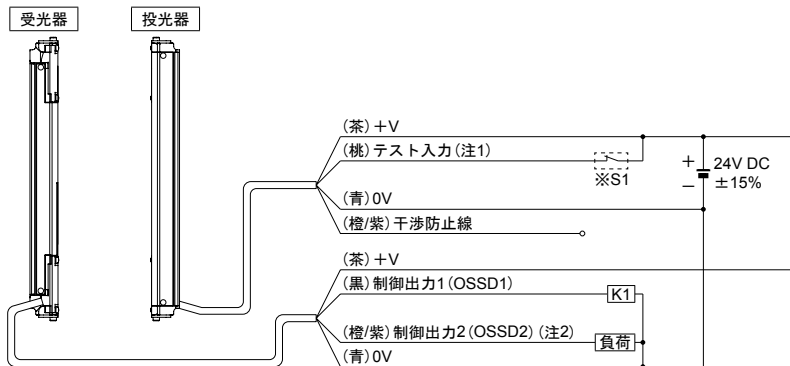 受光器
投光器
(茶)+V
(桃)テスト入力(注1)
※S1
+
24V DC
−
±15%
(青)0V
(橙/紫)干渉防止線
(茶)+V
(黒)制御出力1(OSSD1)
K1
(橙/紫)制御出力2(OSSD2)(注2)
負荷
(青)0V